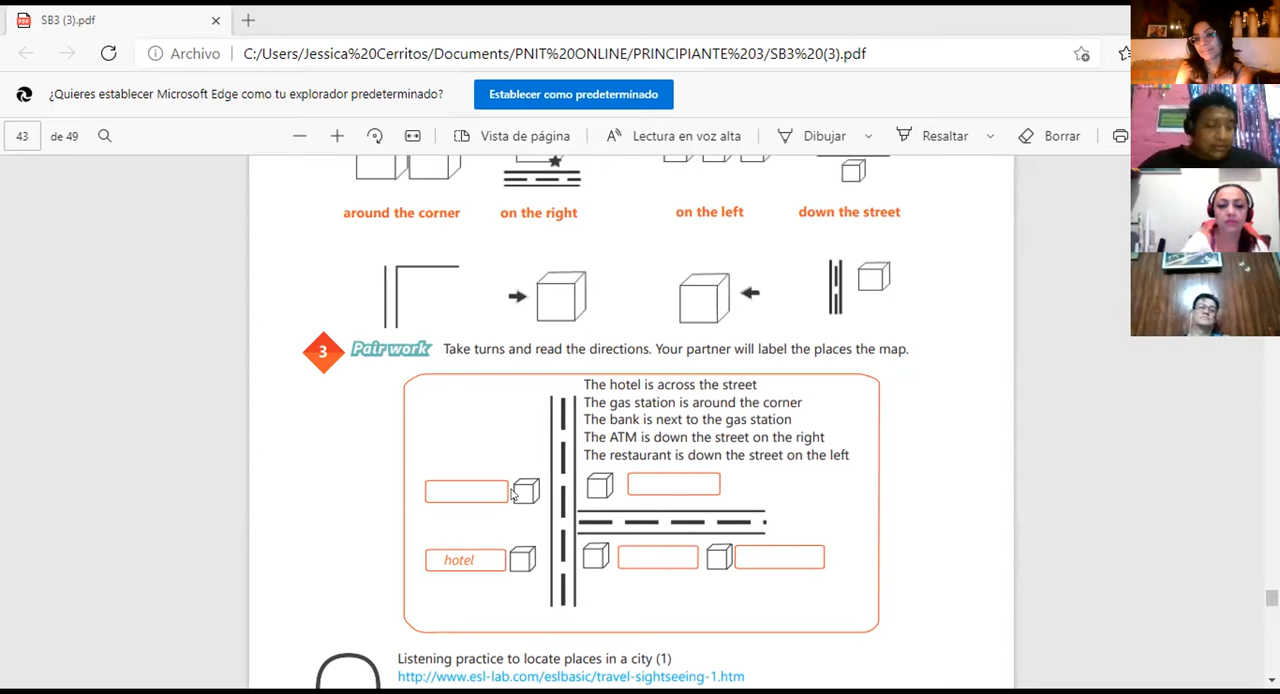 SB3 (3).pdf
Archivo
C:/Users/Jessica%20Cerritos/Documents/PNIT%20ONLINE/PRINCIPIANTE%203/SB3%20(3).pdf
¿Quieres establecer Microsoft Edge como tu explorador predeterminado?
Establecer como predeterminado
43 de 49
Vista de página
Lectura en voz alta
Dibujar
Resaltar
Borrar
around the corner
on the right
on the left
down the street
3 Pair work Take turns and read the directions. Your partner will label the places the map.
The hotel is across the street
The gas station is around the corner
The bank is next to the gas station
The ATM is down the street on the right
The restaurant is down the street on the left
hotel
Listening practice to locate places in a city (1)
http://www.esl-lab.com/eslbasic/travel-sightseeing-1.htm